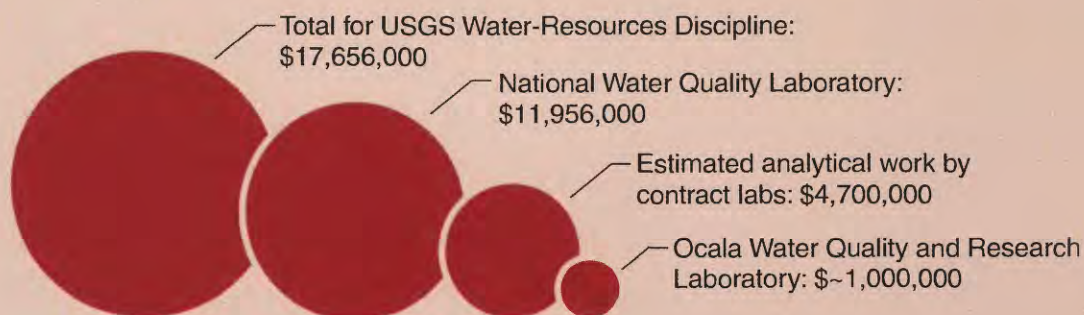 Total for USGS Water-Resources Discipline:
$17,656,000
National Water Quality Laboratory:
$11,956,000
Estimated analytical work by
contract labs: $4,700,000
Ocala Water Quality and Research
Laboratory: $~1,000,000